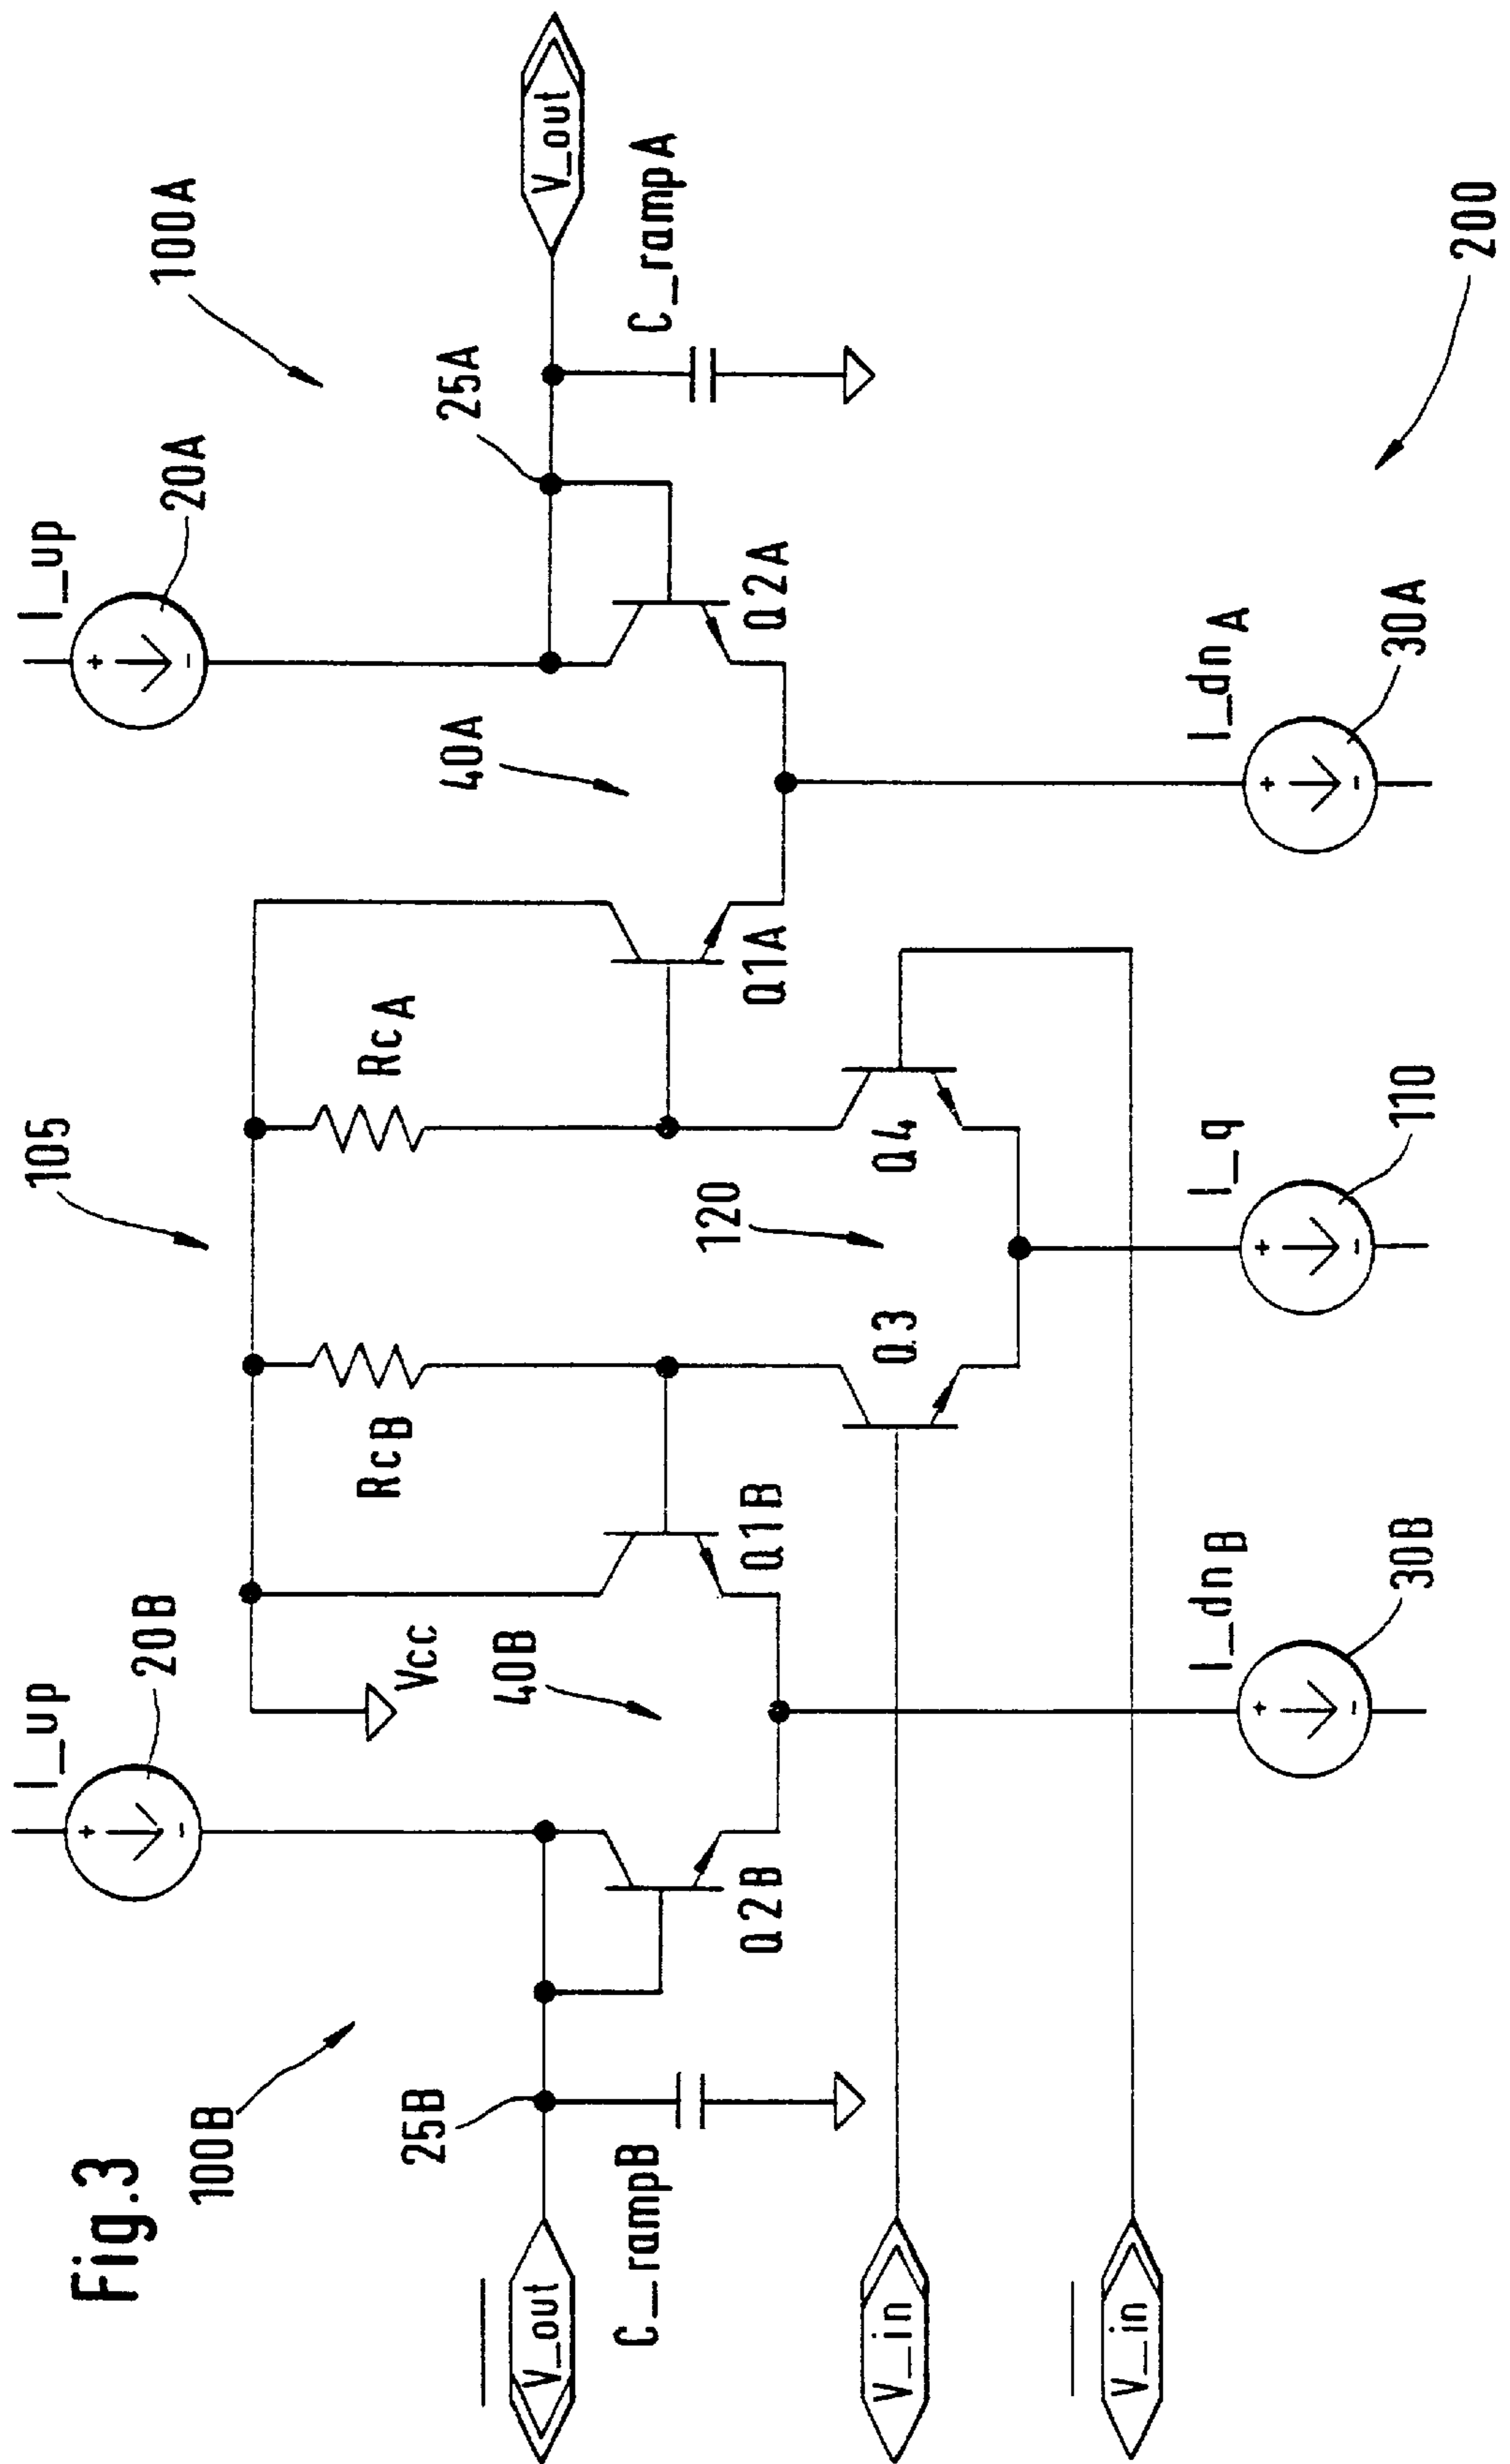 Fig.3
100B
I_up
20B
105
I_up
20A
100A
25B
V_out
C_rampB
Q2B
40B
Vcc
Q1B
RcB
RcA
Q1A
40A
Q2A
25A
V_out
C_rampA
V_in
Q3
120
Q4
V_in
I_dnB
30B
I_q
110
I_dnA
30A
200